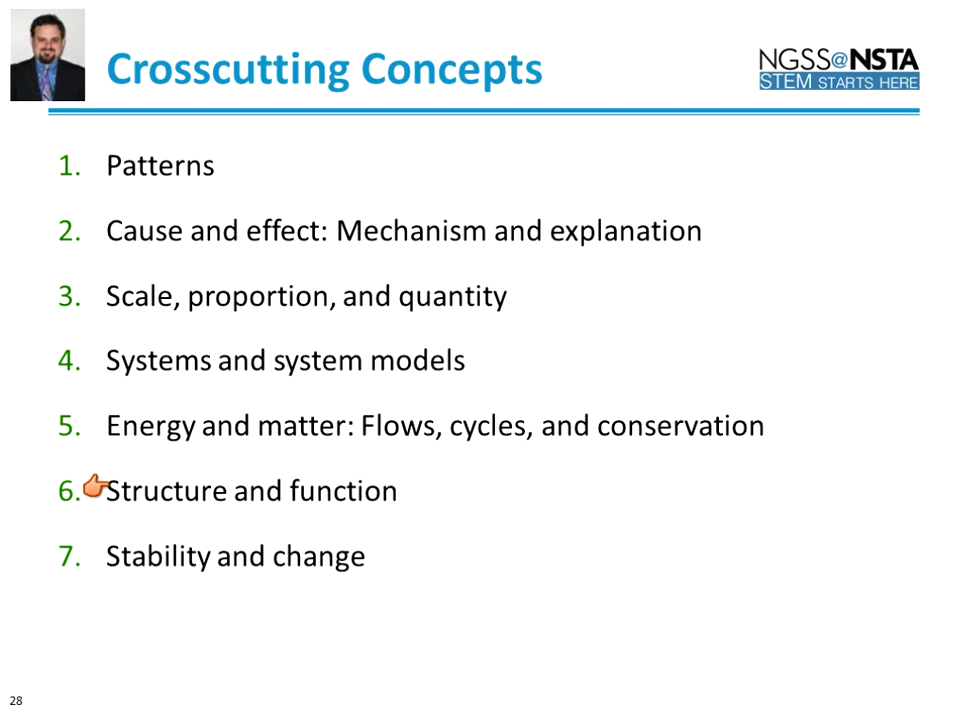 Crosscutting Concepts
NGSS@NSTA
STEM STARTS HERE
1. Patterns
2. Cause and effect: Mechanism and explanation
3. Scale, proportion, and quantity
4. Systems and system models
5. Energy and matter: Flows, cycles, and conservation
6. Structure and function
7. Stability and change
28